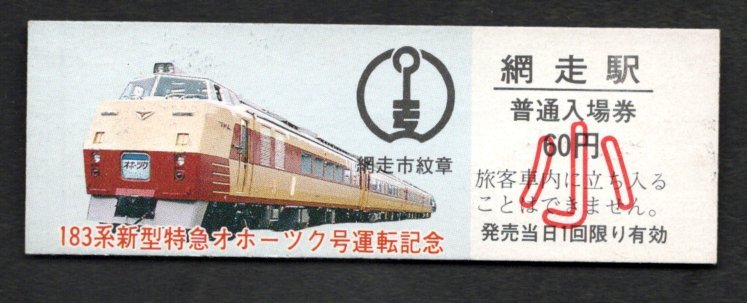 オホーツク
網走市紋章
183系新型特急オホーツク号運転記念
網走駅
普通入場券
60円
小
旅客車内に立ち入る
ことはできません。
発売当日1回限り有効